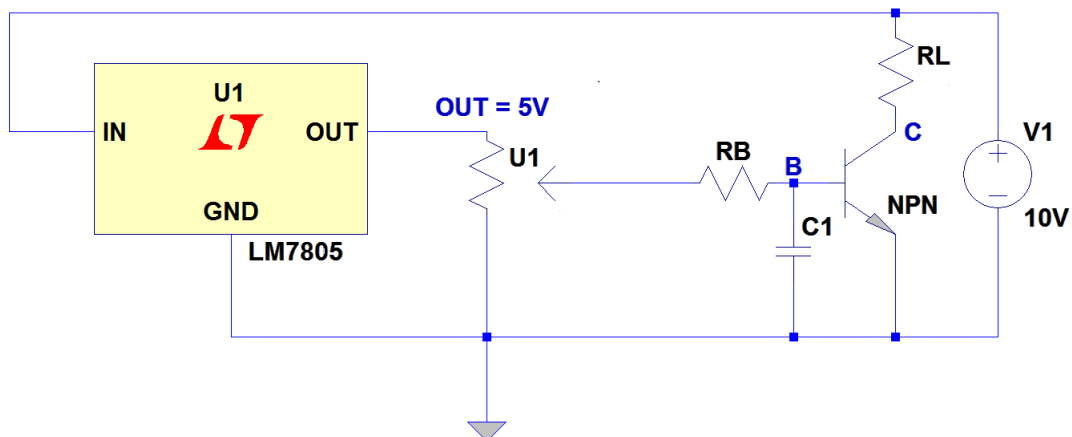 U1
IN
OUT
GND
LM7805
OUT = 5V
U1
RB
B
C1
RL
C
NPN
V1
10V